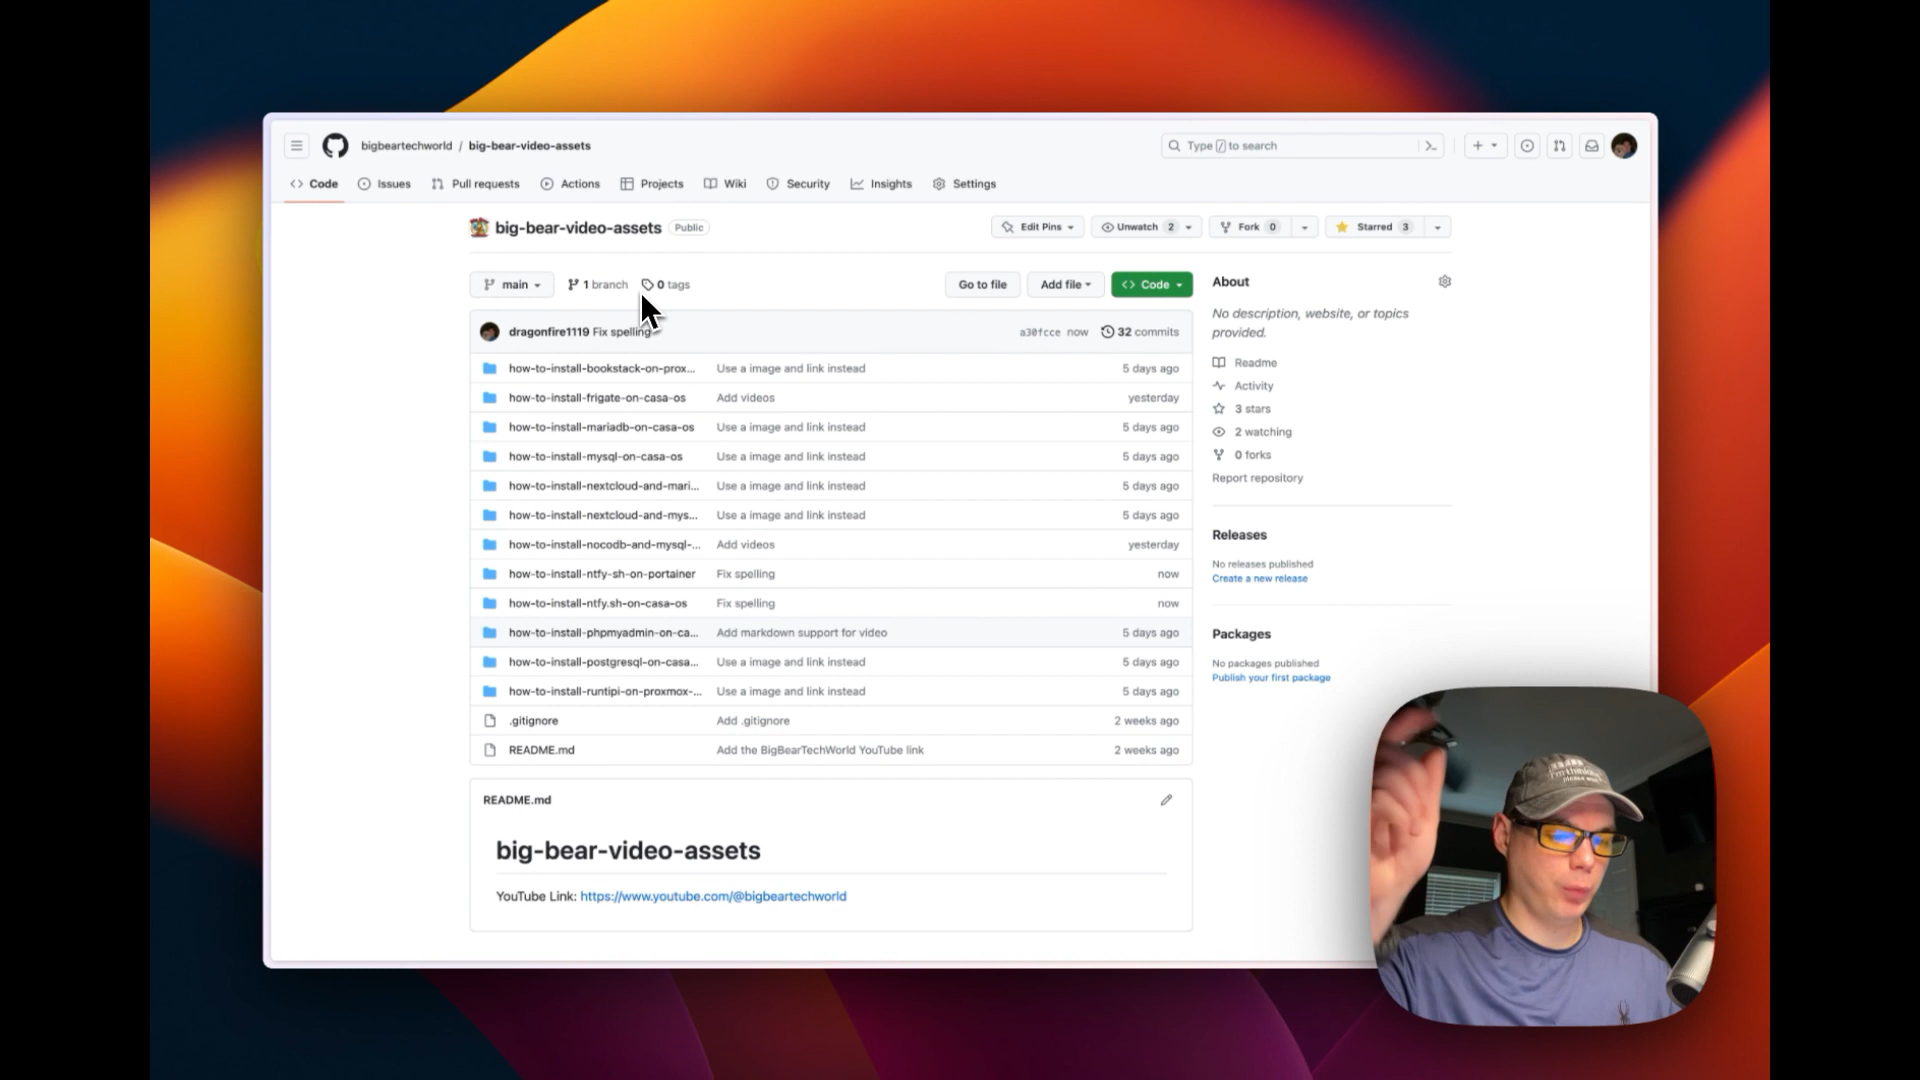 bigbeartechworld / big-bear-video-assets
Type / to search
Code Issues Pull requests Actions Projects Wiki Security Insights Settings
big-bear-video-assets Public
Edit Pins Unwatch 2 Fork 0 Starred 3
main 1 branch 0 tags
Go to file Add file Code
dragonfire1119 Fix spelling a30fcce now 32 commits
how-to-install-bookstack-on-prox... Use a image and link instead 5 days ago
how-to-install-frigate-on-casa-os Add videos yesterday
how-to-install-mariadb-on-casa-os Use a image and link instead 5 days ago
how-to-install-mysql-on-casa-os Use a image and link instead 5 days ago
how-to-install-nextcloud-and-mari... Use a image and link instead 5 days ago
how-to-install-nextcloud-and-mys... Use a image and link instead 5 days ago
how-to-install-nocodb-and-mysql-... Add videos yesterday
how-to-install-ntfy-sh-on-portainer Fix spelling now
how-to-install-ntfy.sh-on-casa-os Fix spelling now
how-to-install-phpmyadmin-on-ca... Add markdown support for video 5 days ago
how-to-install-postgresql-on-casa... Use a image and link instead 5 days ago
how-to-install-runtipi-on-proxmox-... Use a image and link instead 5 days ago
.gitignore Add .gitignore 2 weeks ago
README.md Add the BigBearTechWorld YouTube link 2 weeks ago
README.md
big-bear-video-assets
YouTube Link: https://www.youtube.com/@bigbeartechworld
About
No description, website, or topics
provided.
Readme
Activity
3 stars
2 watching
0 forks
Report repository
Releases
No releases published
Create a new release
Packages
No packages published
Publish your first package
I'm thinking
please wait